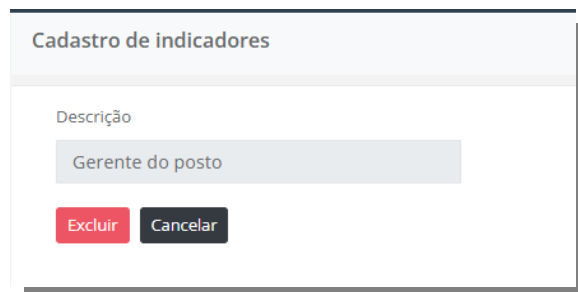 Cadastro de indicadores
Descrição
Gerente do posto
Excluir Cancelar